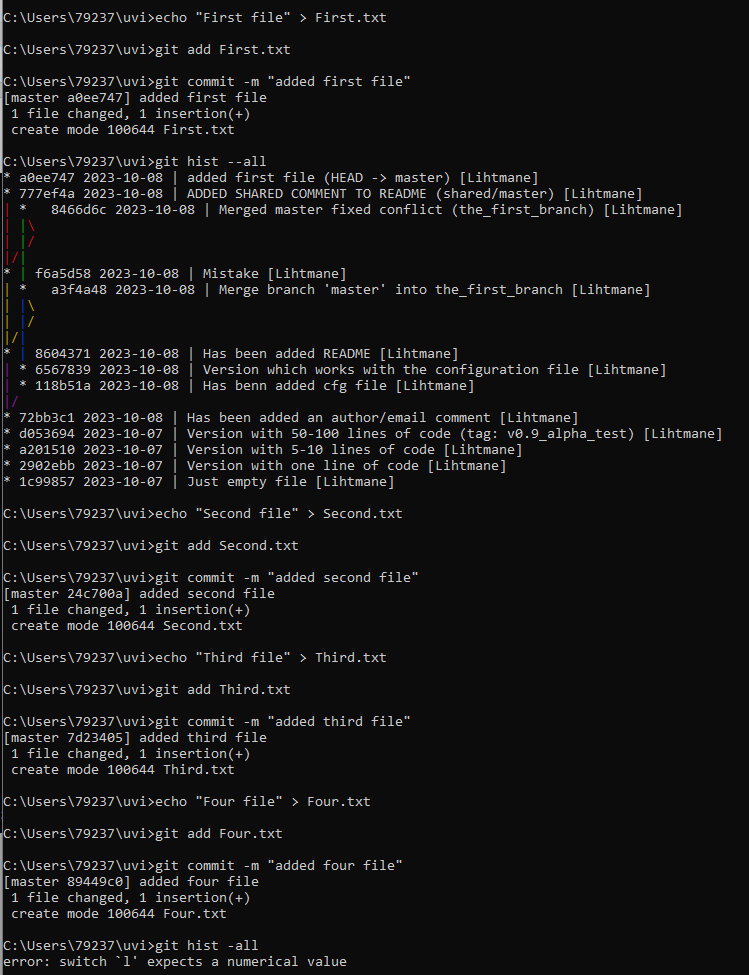 C:\Users\79237\uvi>echo "First file" > First.txt
C:\Users\79237\uvi>git add First.txt
C:\Users\79237\uvi>git commit -m "added first file"
[master a0ee747] added first file
 1 file changed, 1 insertion(+)
 create mode 100644 First.txt
C:\Users\79237\uvi>git hist --all
* a0ee747 2023-10-08 | added first file (HEAD -> master) [Lihtmane]
* 777ef4a 2023-10-08 | ADDED SHARED COMMENT TO README (shared/master) [Lihtmane]
| *   8466d6c 2023-10-08 | Merged master fixed conflict (the_first_branch) [Lihtmane]
| |\
| |/
|/|
* | f6a5d58 2023-10-08 | Mistake [Lihtmane]
| *   a3f4a48 2023-10-08 | Merge branch 'master' into the_first_branch [Lihtmane]
| |\
| |/
|/|
* | 8604371 2023-10-08 | Has been added README [Lihtmane]
| * 6567839 2023-10-08 | Version which works with the configuration file [Lihtmane]
| * 118b51a 2023-10-08 | Has benn added cfg file [Lihtmane]
|/
* 72bb3c1 2023-10-08 | Has been added an author/email comment [Lihtmane]
* d053694 2023-10-07 | Version with 50-100 lines of code (tag: v0.9_alpha_test) [Lihtmane]
* a201510 2023-10-07 | Version with 5-10 lines of code [Lihtmane]
* 2902ebb 2023-10-07 | Version with one line of code [Lihtmane]
* 1c99857 2023-10-07 | Just empty file [Lihtmane]
C:\Users\79237\uvi>echo "Second file" > Second.txt
C:\Users\79237\uvi>git add Second.txt
C:\Users\79237\uvi>git commit -m "added second file"
[master 24c700a] added second file
 1 file changed, 1 insertion(+)
 create mode 100644 Second.txt
C:\Users\79237\uvi>echo "Third file" > Third.txt
C:\Users\79237\uvi>git add Third.txt
C:\Users\79237\uvi>git commit -m "added third file"
[master 7d23405] added third file
 1 file changed, 1 insertion(+)
 create mode 100644 Third.txt
C:\Users\79237\uvi>echo "Four file" > Four.txt
C:\Users\79237\uvi>git add Four.txt
C:\Users\79237\uvi>git commit -m "added four file"
[master 89449c0] added four file
 1 file changed, 1 insertion(+)
 create mode 100644 Four.txt
C:\Users\79237\uvi>git hist -all
error: switch `l' expects a numerical value